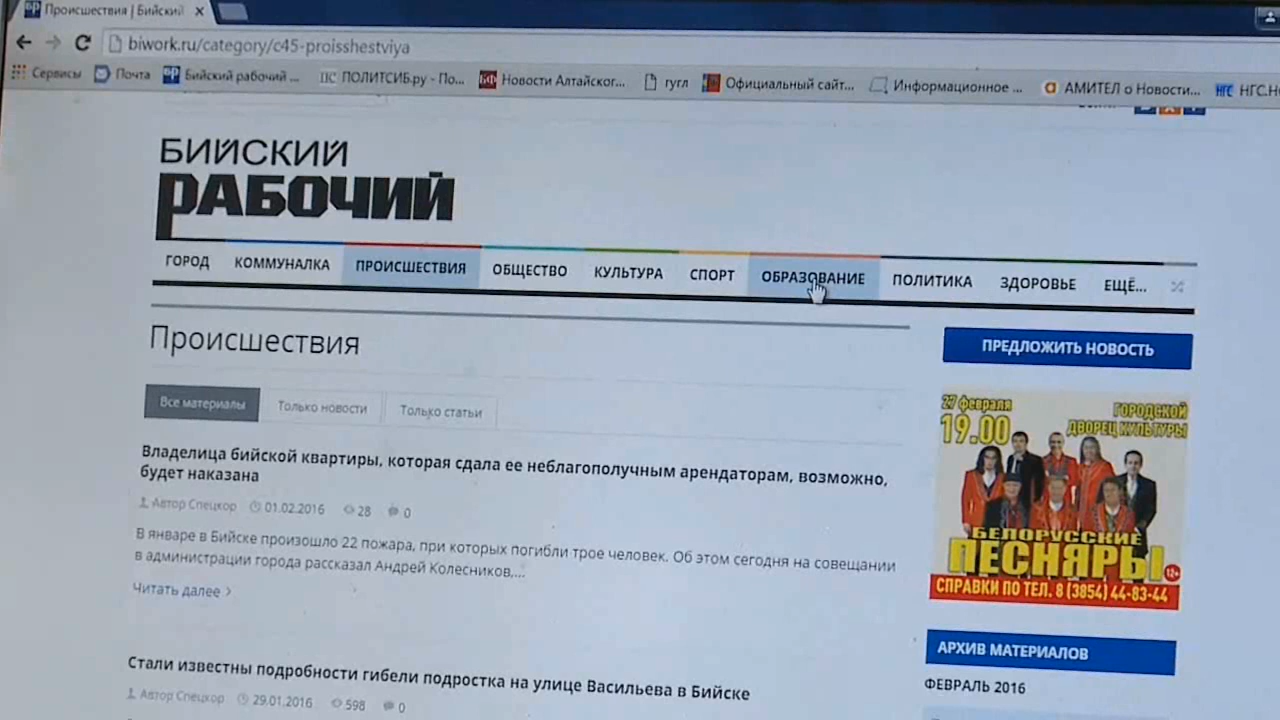 Происшествия | Бийский
biwork.ru/category/c45-proisshestviya
Сервисы
Почта
Бийский рабочий ...
ПОЛИТСИБ.ру - По...
Новости Алтайског...
гугл
Официальный сайт...
Информационное ...
АМИТЕЛ о Новости...
НГС.НО
БИЙСКИЙ
РАБОЧИЙ
ГОРОД
КОММУНАЛКА
ПРОИСШЕСТВИЯ
ОБЩЕСТВО
КУЛЬТУРА
СПОРТ
ОБРАЗОВАНИЕ
ПОЛИТИКА
ЗДОРОВЬЕ
ЕЩЁ...
Происшествия
Все материалы
Только новости
Только статьи
Владелица бийской квартиры, которая сдала ее неблагополучным арендаторам, возможно,
будет наказана
Автор Спецкор 01.02.2016 28 0
В январе в Бийске произошло 22 пожара, при которых погибли трое человек. Об этом сегодня на совещании
в администрации города рассказал Андрей Колесников,...
Читать далее >
Стали известны подробности гибели подростка на улице Васильева в Бийске
Автор Спецкор 29.01.2016 598 0
ПРЕДЛОЖИТЬ НОВОСТЬ
27 февраля
19.00
ГОРОДСКОЙ
ДВОРЕЦ КУЛЬТУРЫ
БЕЛОРУССКИЕ
ПЕСНЯРЫ
12+
СПРАВКИ ПО ТЕЛ. 8 (3854) 44-83-44
АРХИВ МАТЕРИАЛОВ
ФЕВРАЛЬ 2016